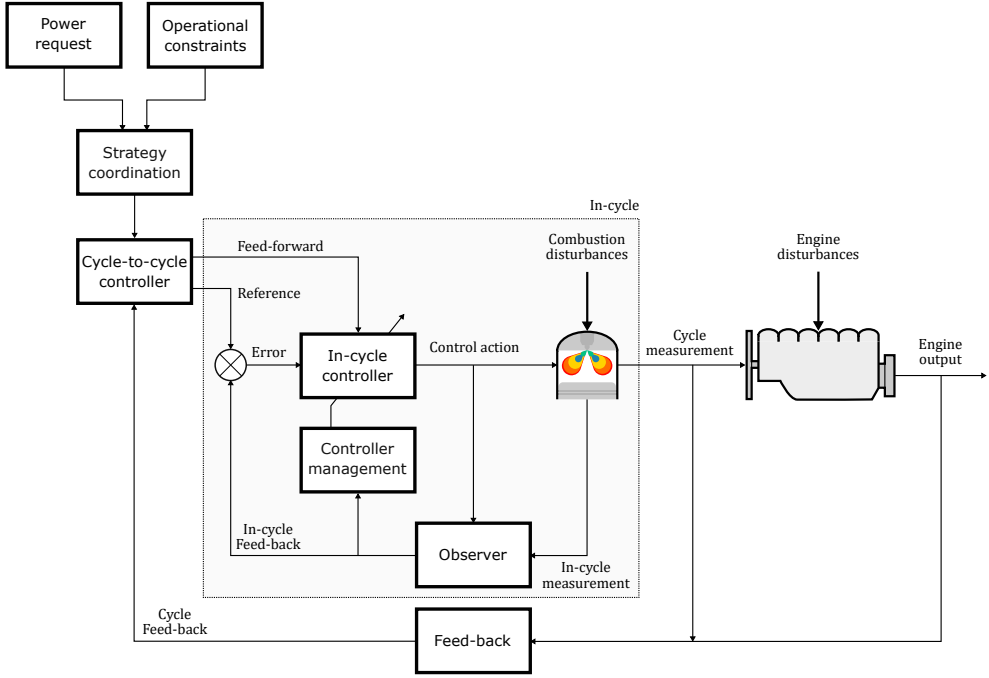 Power
request
Operational
constraints
Strategy
coordination
In-cycle
Cycle-to-cycle
controller
Feed-forward
Reference
Combustion
disturbances
Engine
disturbances
Error
In-cycle
controller
Control action
Cycle
measurement
Engine
output
Controller
management
In-cycle
Feed-back
Observer
In-cycle
measurement
Cycle
Feed-back
Feed-back